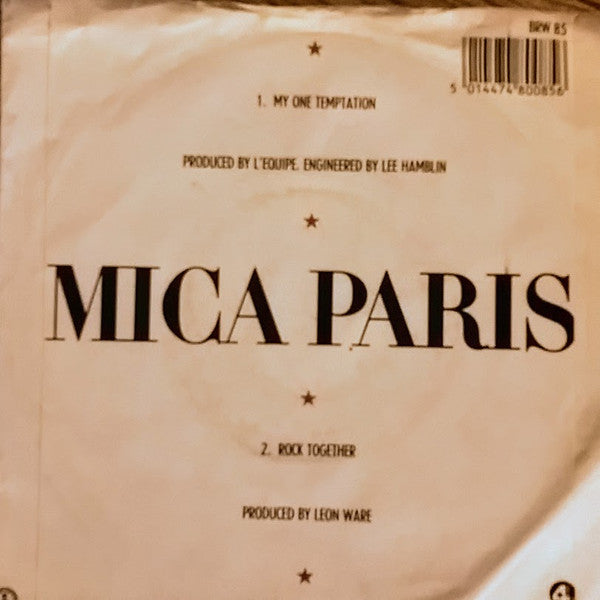 BRW 85
5 014474 800856
1. MY ONE TEMPTATION
PRODUCED BY L'EQUIPE. ENGINEERED BY LEE HAMBLIN
MICA PARIS
2. ROCK TOGETHER
PRODUCED BY LEON WARE